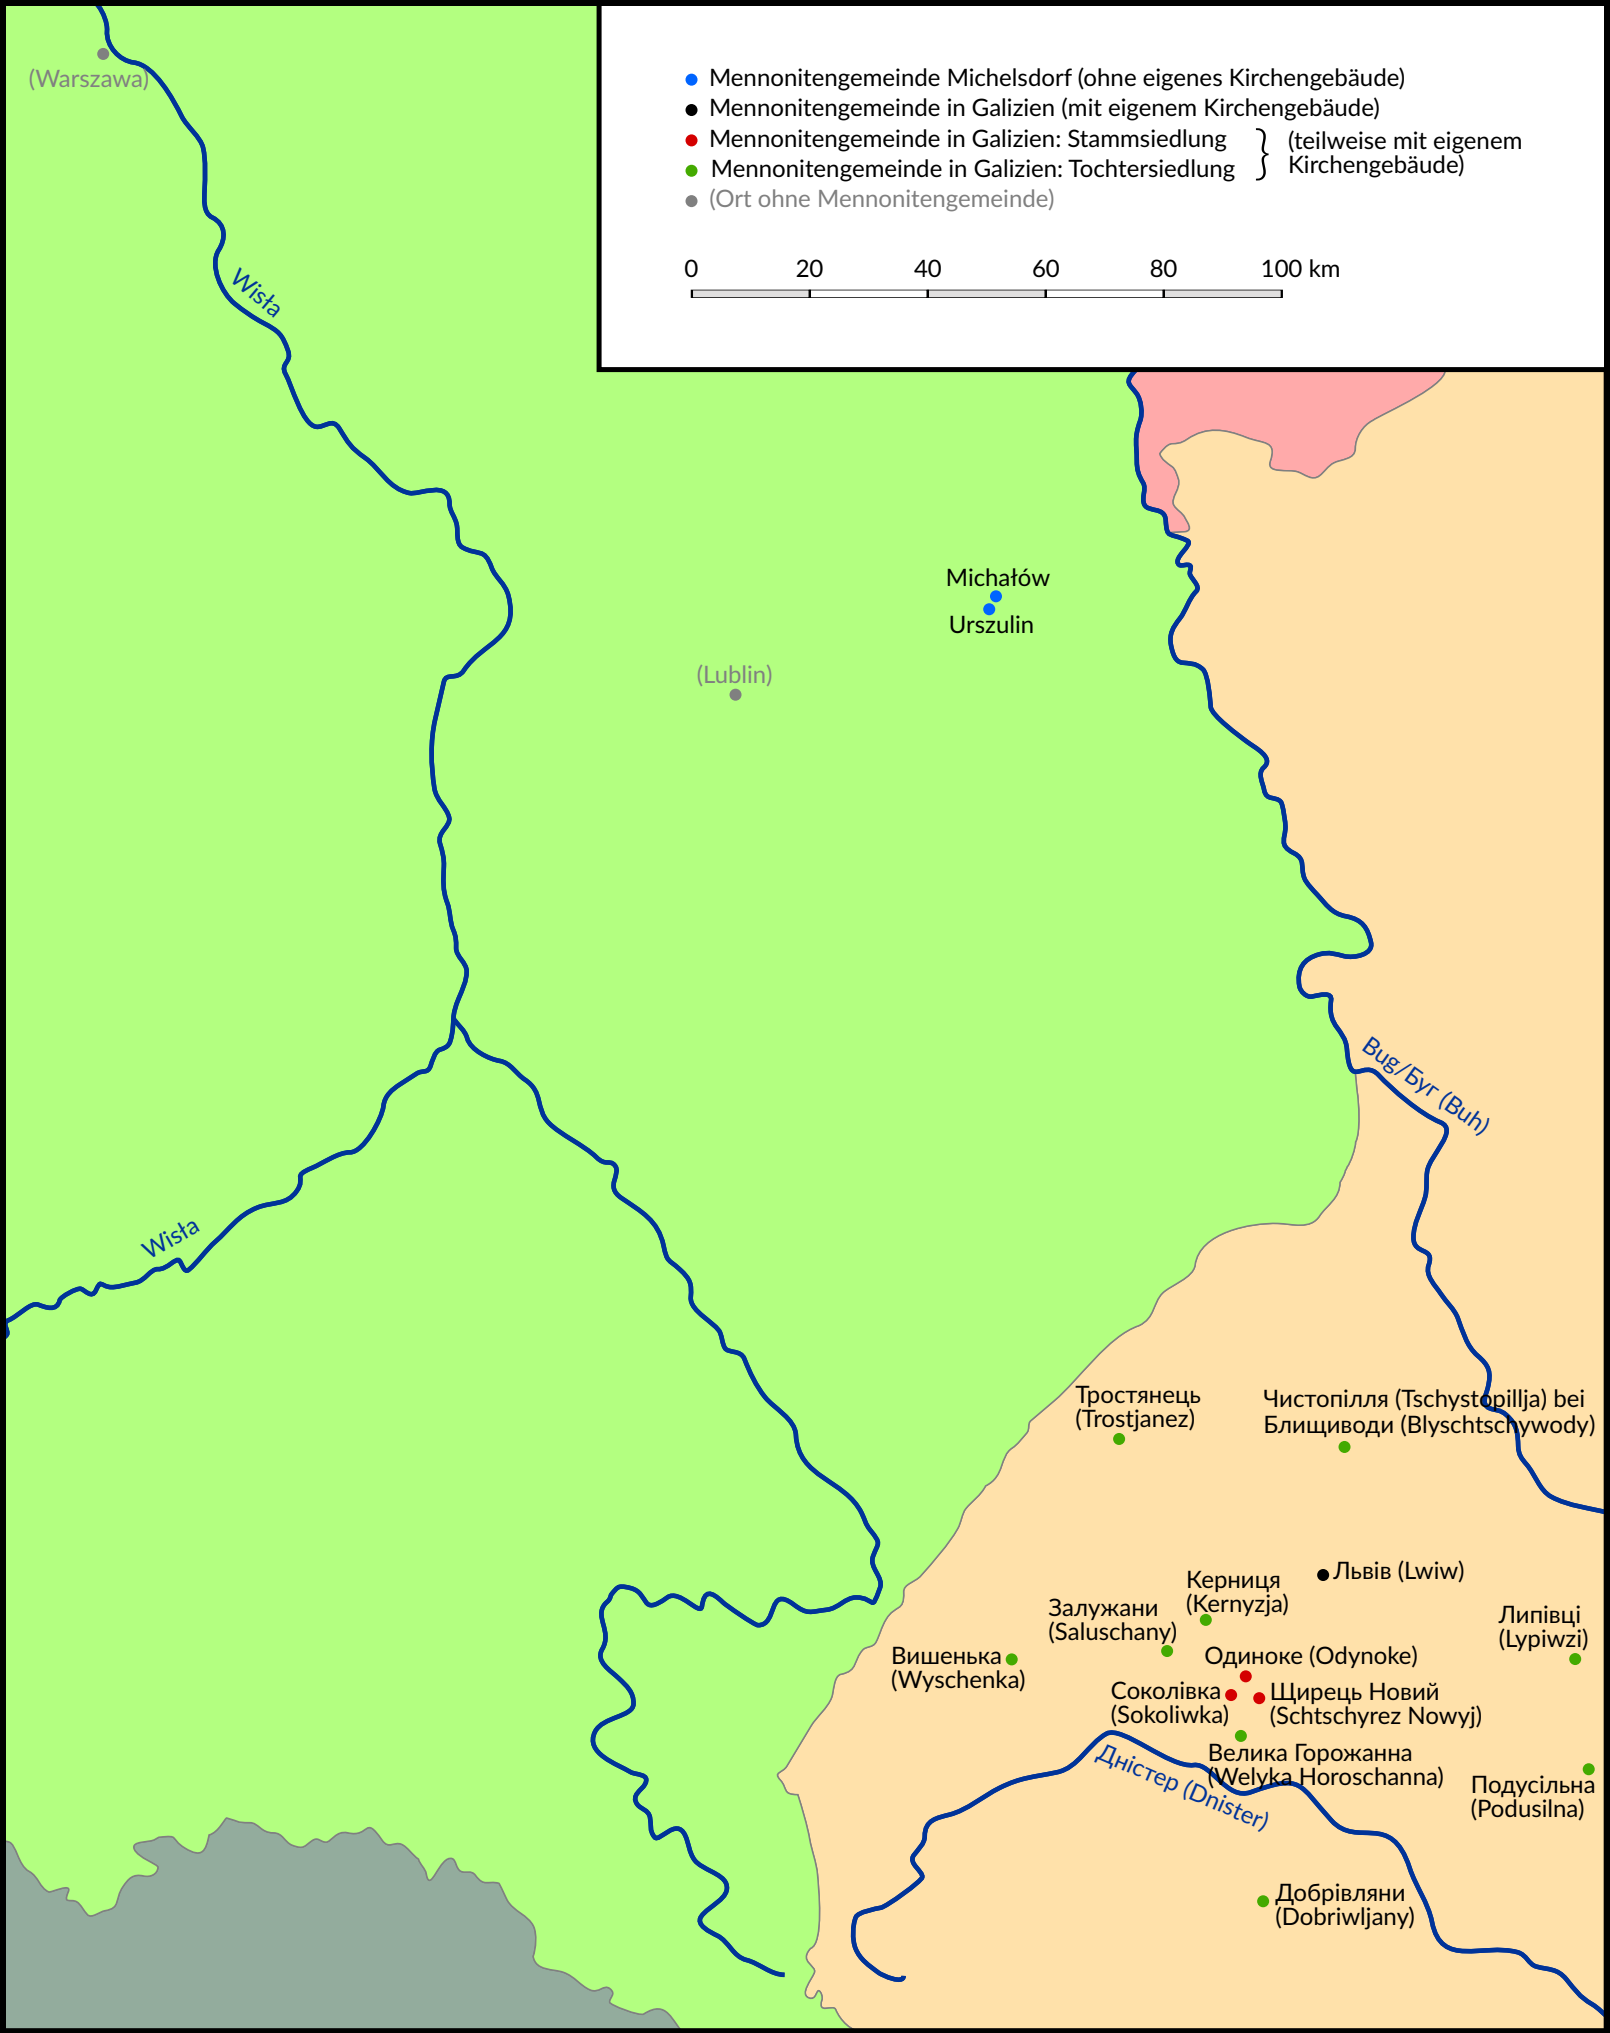 Mennonitengemeinde Michelsdorf (ohne eigenes Kirchengebäude)
Mennonitengemeinde in Galizien (mit eigenem Kirchengebäude)
Mennonitengemeinde in Galizien: Stammsiedlung
Mennonitengemeinde in Galizien: Tochtersiedlung
} (teilweise mit eigenem
Kirchengebäude)
(Ort ohne Mennonitengemeinde)
0 20 40 60 80 100 km
(Warszawa)
Wisła
Michałów
Urszulin
(Lublin)
Bug/Буг (Buh)
Wisła
Тростянець
(Trostjanez)
Чистопілля (Tschystopillja) bei
Блищиводи (Blyschtschywody)
Львів (Lwiw)
Керниця
(Kernyzja)
Залужани
(Saluschany)
Липівці
(Lypiwzi)
Вишенька
(Wyschenka)
Одиноке (Odynoke)
Соколівка
(Sokoliwka)
Щирець Новий
(Schtschyrez Nowyj)
Велика Горожанна
(Welyka Horoschanna)
Дністер (Dnister)
Подусільна
(Podusilna)
Добрівляни
(Dobriwljany)